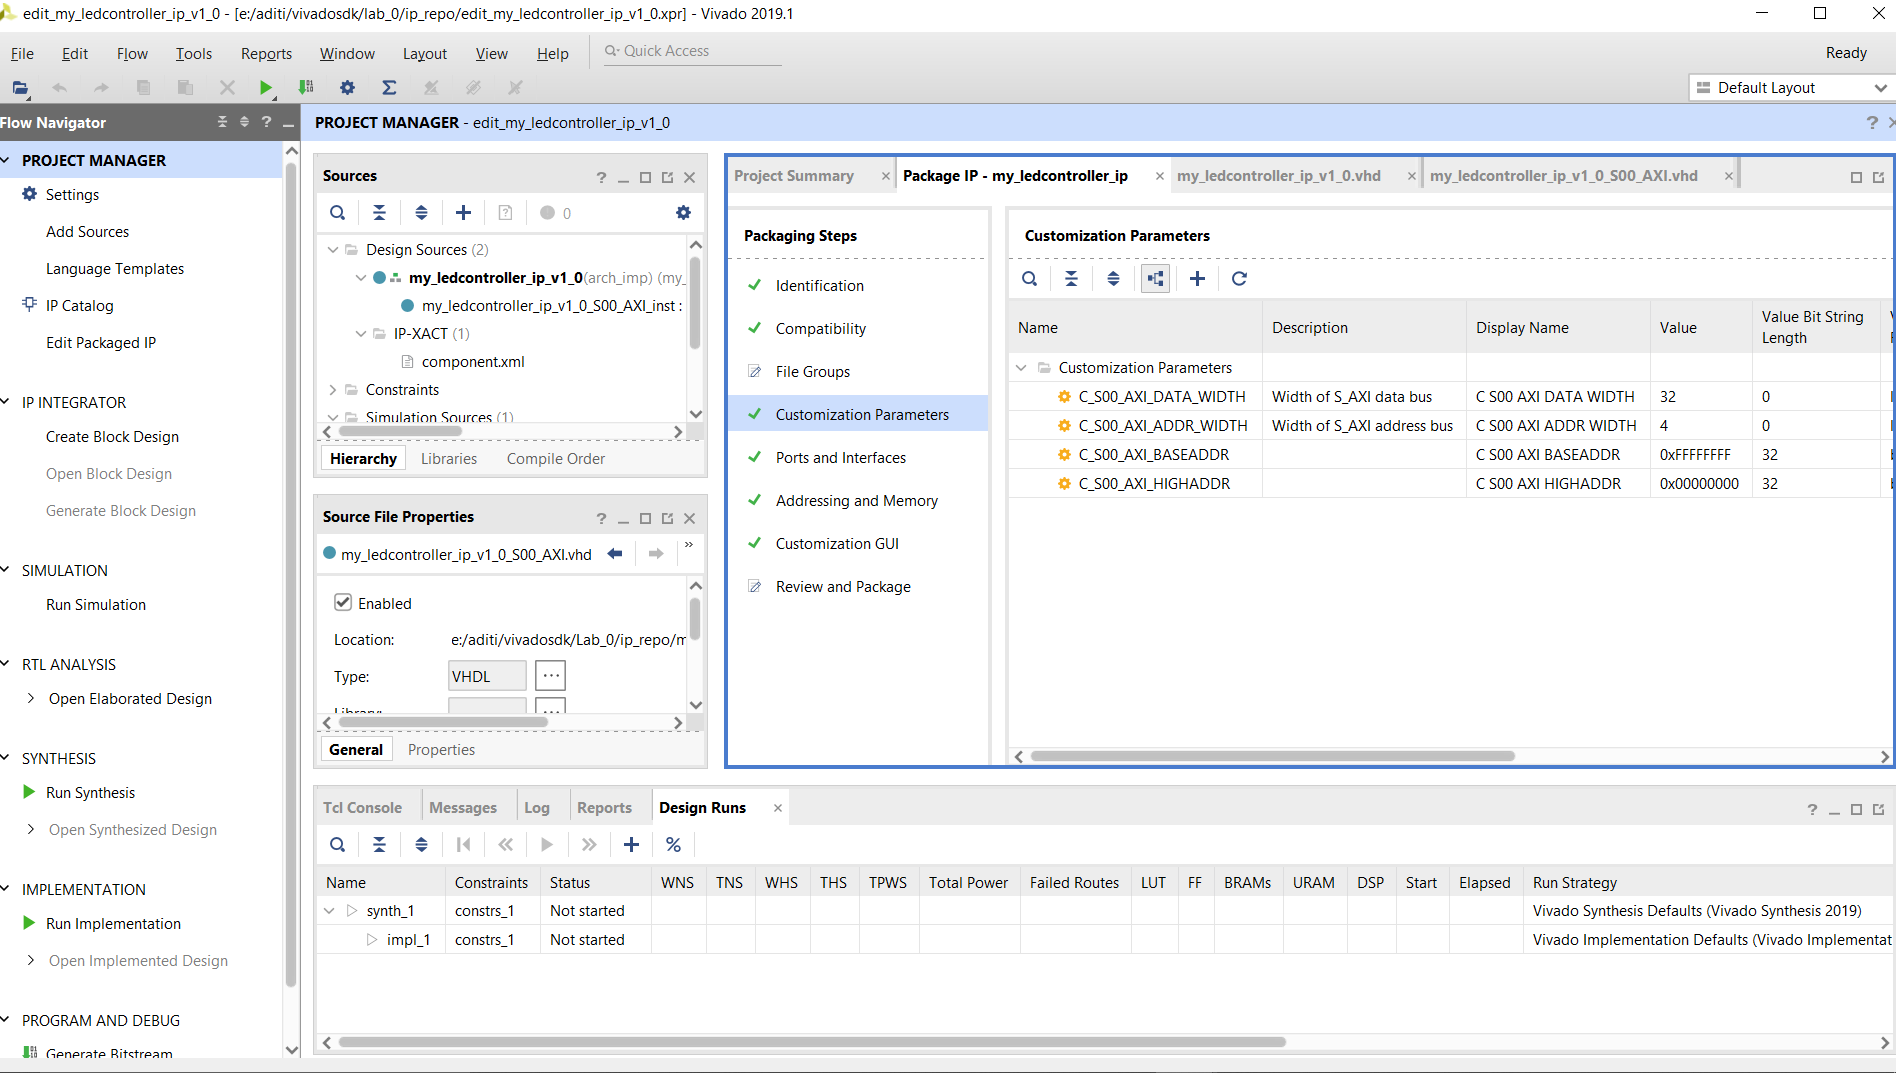 edit_my_ledcontroller_ip_v1_0 - [e:/aditi/vivadosdk/lab_0/ip_repo/edit_my_ledcontroller_ip_v1_0.xpr] - Vivado 2019.1
File Edit Flow Tools Reports Window Layout View Help Quick Access Ready
Default Layout
Flow Navigator
PROJECT MANAGER
Settings
Add Sources
Language Templates
IP Catalog
Edit Packaged IP
IP INTEGRATOR
Create Block Design
Open Block Design
Generate Block Design
SIMULATION
Run Simulation
RTL ANALYSIS
Open Elaborated Design
SYNTHESIS
Run Synthesis
Open Synthesized Design
IMPLEMENTATION
Run Implementation
Open Implemented Design
PROGRAM AND DEBUG
Generate Bitstream
PROJECT MANAGER - edit_my_ledcontroller_ip_v1_0
Sources
0
Design Sources (2)
my_ledcontroller_ip_v1_0(arch_imp) (my_
my_ledcontroller_ip_v1_0_S00_AXI_inst :
IP-XACT (1)
component.xml
Constraints
Simulation Sources (1)
Hierarchy Libraries Compile Order
Source File Properties
my_ledcontroller_ip_v1_0_S00_AXI.vhd
Enabled
Location: e:/aditi/vivadosdk/Lab_0/ip_repo/m
Type: VHDL
Library:
General Properties
Project Summary Package IP - my_ledcontroller_ip my_ledcontroller_ip_v1_0.vhd my_ledcontroller_ip_v1_0_S00_AXI.vhd
Packaging Steps
Identification
Compatibility
File Groups
Customization Parameters
Ports and Interfaces
Addressing and Memory
Customization GUI
Review and Package
Customization Parameters
Name Description Display Name Value Value Bit String Length
Customization Parameters
C_S00_AXI_DATA_WIDTH Width of S_AXI data bus C S00 AXI DATA WIDTH 32 0
C_S00_AXI_ADDR_WIDTH Width of S_AXI address bus C S00 AXI ADDR WIDTH 4 0
C_S00_AXI_BASEADDR C S00 AXI BASEADDR 0xFFFFFFFF 32
C_S00_AXI_HIGHADDR C S00 AXI HIGHADDR 0x00000000 32
Tcl Console Messages Log Reports Design Runs
Name Constraints Status WNS TNS WHS THS TPWS Total Power Failed Routes LUT FF BRAMs URAM DSP Start Elapsed Run Strategy
synth_1 constrs_1 Not started Vivado Synthesis Defaults (Vivado Synthesis 2019)
impl_1 constrs_1 Not started Vivado Implementation Defaults (Vivado Implementat